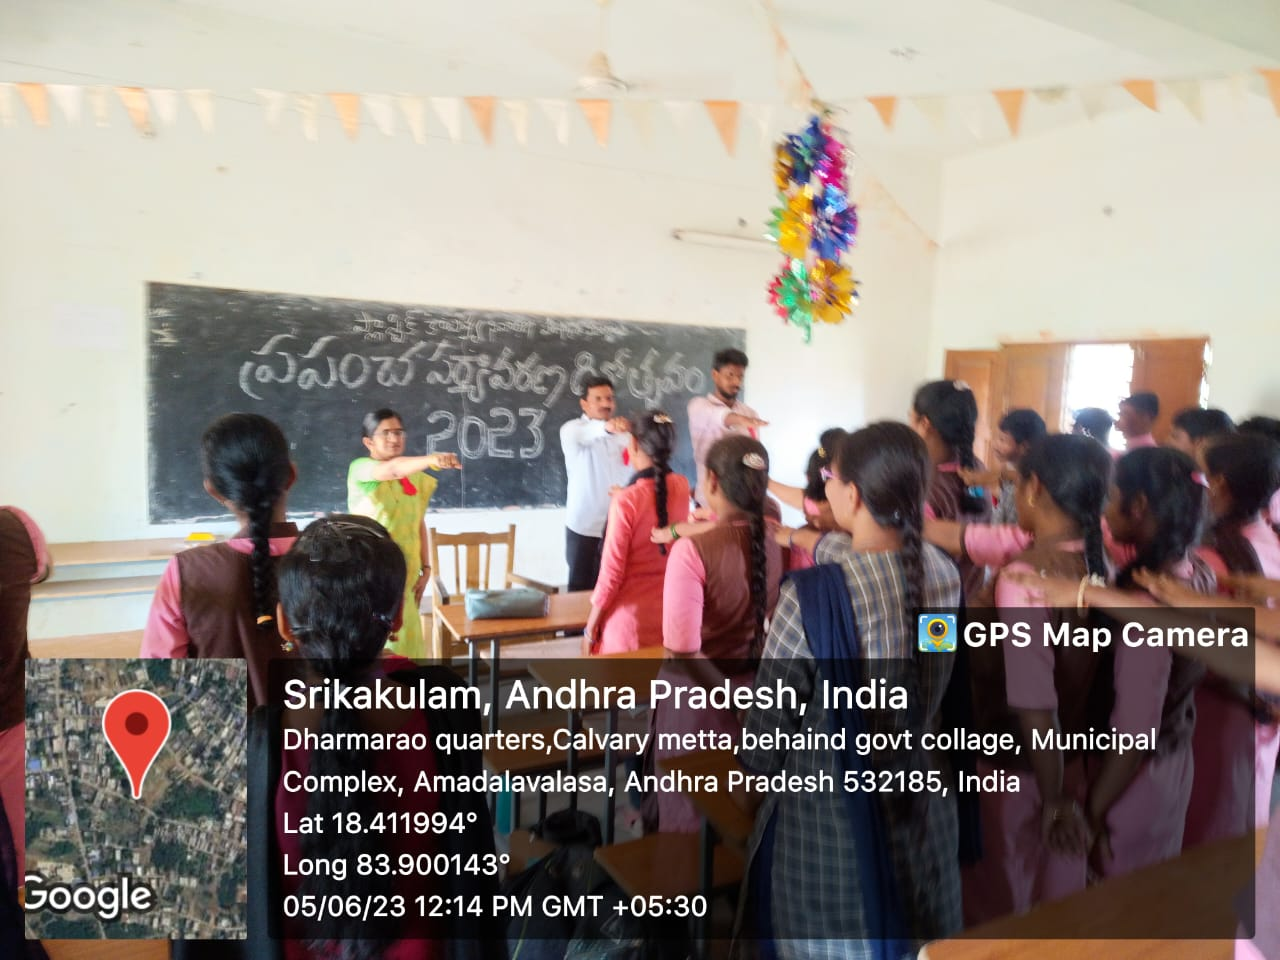 ప్లాస్టిక్ కాలుష్య నివారణ
ప్రపంచ పర్యావరణ దినోత్సవం
2023
GPS Map Camera
Srikakulam, Andhra Pradesh, India
Dharmarao quarters,Calvary metta,behaind govt collage, Municipal
Complex, Amadalavalasa, Andhra Pradesh 532185, India
Lat 18.411994°
Long 83.900143°
05/06/23 12:14 PM GMT +05:30
Google